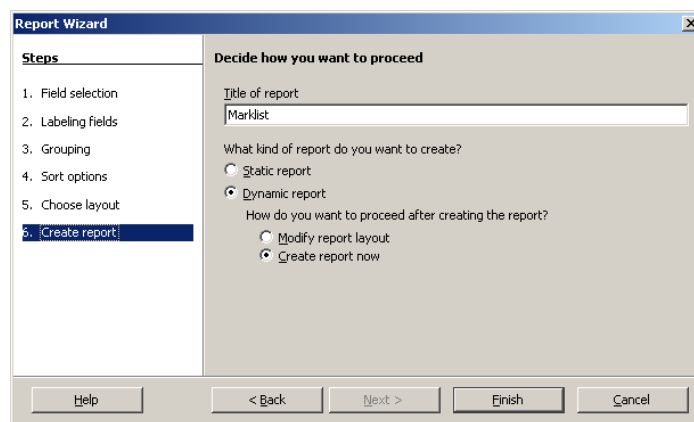 Report Wizard
Steps
1. Field selection
2. Labeling fields
3. Grouping
4. Sort options
5. Choose layout
6. Create report
Decide how you want to proceed
Title of report
Marklist
What kind of report do you want to create?
Static report
Dynamic report
How do you want to proceed after creating the report?
Modify report layout
Create report now
Help
< Back
Next >
Finish
Cancel